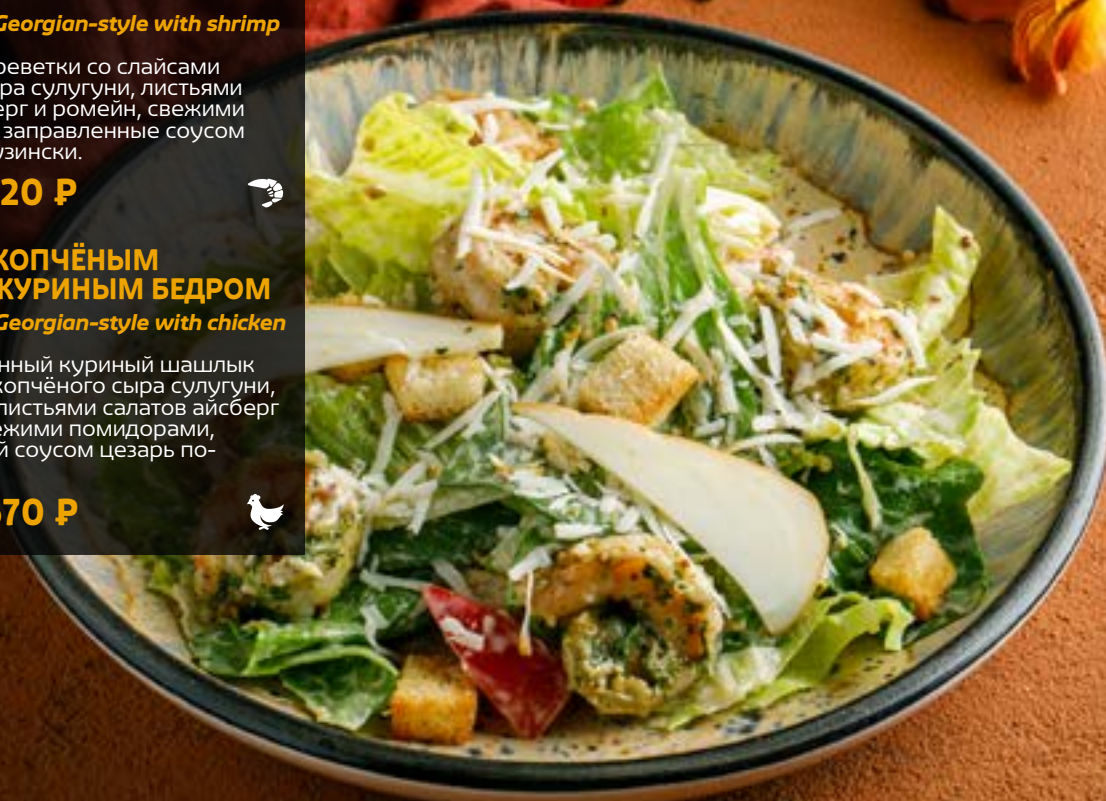 Georgian-style with shrimp
реветки со слайсами
ра сулугуни, листьями
ерг и ромейн, свежими
заправленные соусом
узински.
20 ₽
КОПЧЁНЫМ
КУРИНЫМ БЕДРОМ
Georgian-style with chicken
нный куриный шашлык
копчёного сыра сулугуни,
листьями салатов айсберг
ежими помидорами,
й соусом цезарь по-
70 ₽